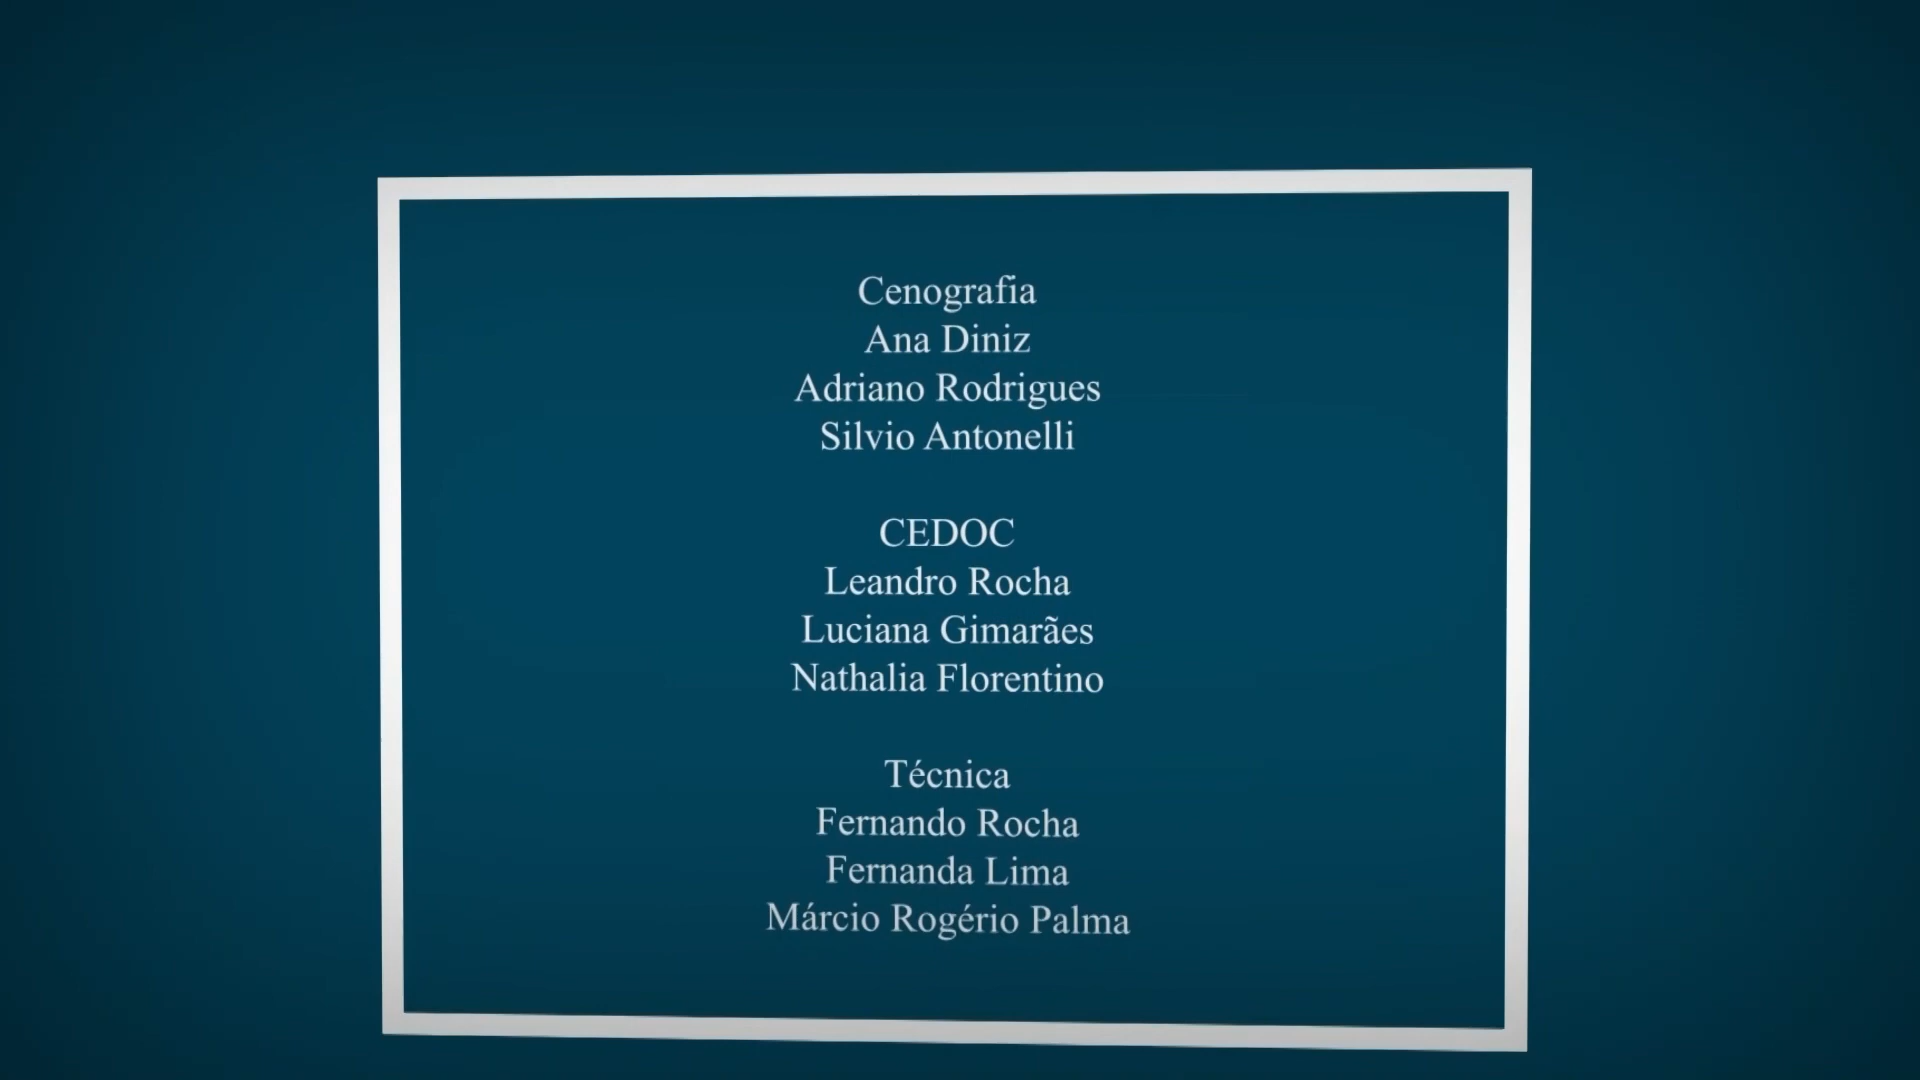 Cenografia
Ana Diniz
Adriano Rodrigues
Silvio Antonelli
CEDOC
Leandro Rocha
Luciana Gimarães
Nathalia Florentino
Técnica
Fernando Rocha
Fernanda Lima
Márcio Rogério Palma